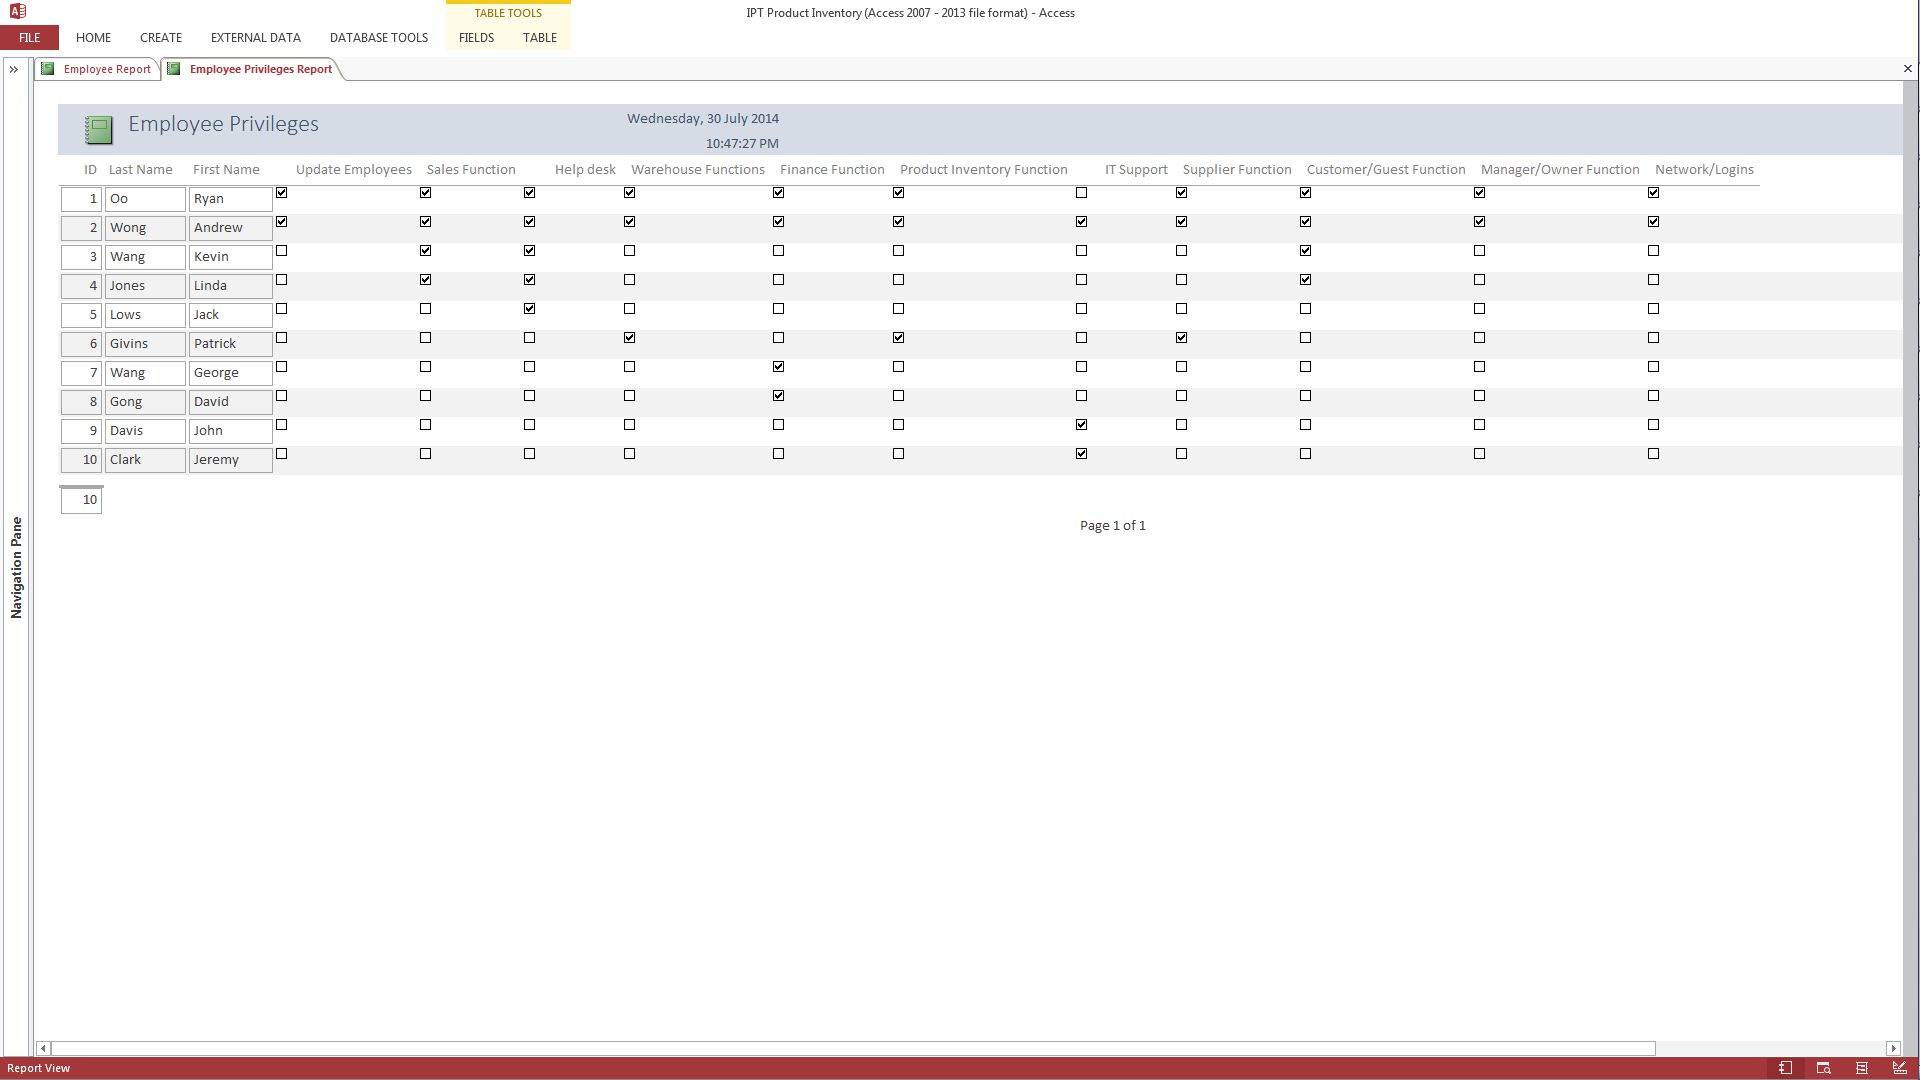 IPT Product Inventory (Access 2007 - 2013 file format) - Access
TABLE TOOLS
FILE HOME CREATE EXTERNAL DATA DATABASE TOOLS FIELDS TABLE
Employee Report Employee Privileges Report
Employee Privileges
Wednesday, 30 July 2014
10:47:27 PM
ID Last Name First Name Update Employees Sales Function Help desk Warehouse Functions Finance Function Product Inventory Function IT Support Supplier Function Customer/Guest Function Manager/Owner Function Network/Logins
1 Oo Ryan
2 Wong Andrew
3 Wang Kevin
4 Jones Linda
5 Lows Jack
6 Givins Patrick
7 Wang George
8 Gong David
9 Davis John
10 Clark Jeremy
10
Page 1 of 1
Navigation Pane
Report View